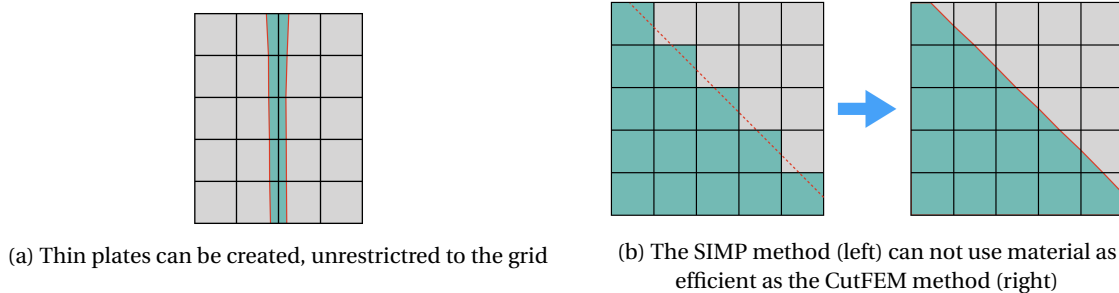 (a) Thin plates can be created, unrestrictred to the grid
(b) The SIMP method (left) can not use material as
efficient as the CutFEM method (right)